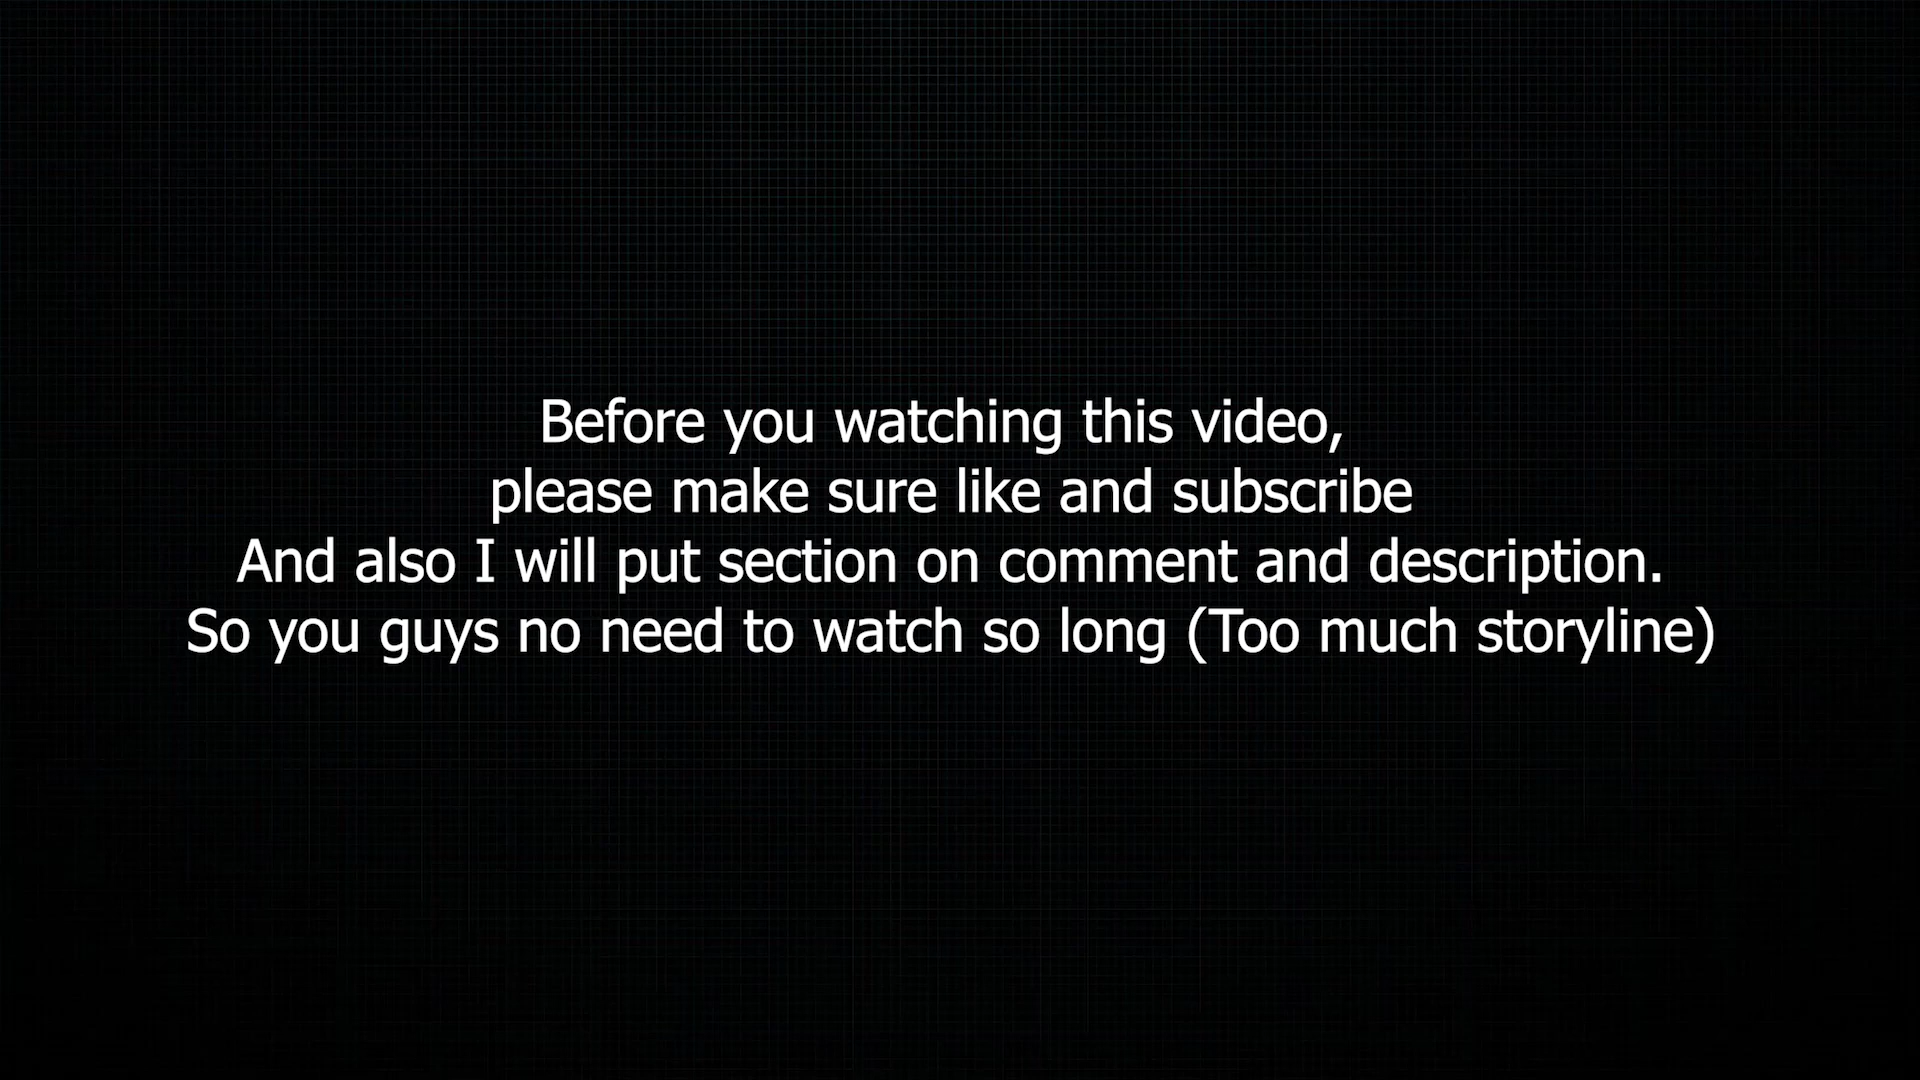 Before you watching this video,
please make sure like and subscribe
And also I will put section on comment and description.
So you guys no need to watch so long (Too much storyline)